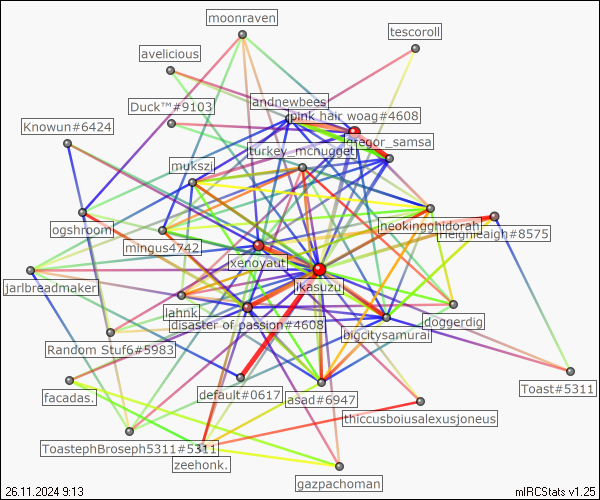 moonraven
tescoroll
avelicious
andnewbees
Duck™#9103
pink hair woag#4608
Knowun#6424
gregor_samsa
turkey_mcnugget
mukszi
ogshroom
heokingghidorah
neighleaigh#8575
mingus4742
xenoyaut
jarlbreadmaker
ikasuzu
lahnk
doggerdig
disaster of passion#4608
bigcitysamurai
Random Stuf6#5983
Toast#5311
facadas.
default#0617
asad#6947
thiccusboiusalexusjoneus
ToastephBroseph5311#5311
zeehonk.
gazpachoman
26.11.2024 9:13
mIRCStats v1.25